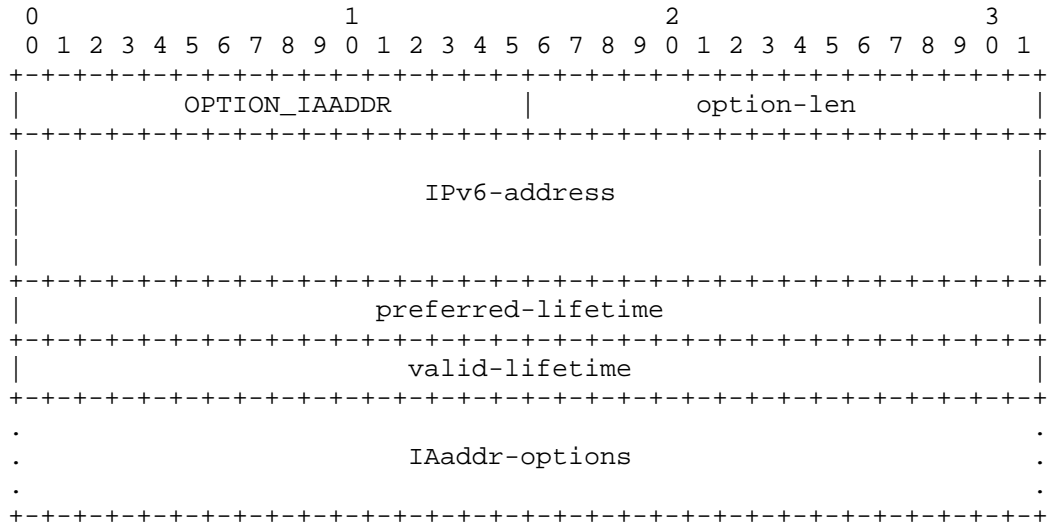 0                   1                   2                   3
 0 1 2 3 4 5 6 7 8 9 0 1 2 3 4 5 6 7 8 9 0 1 2 3 4 5 6 7 8 9 0 1
+-+-+-+-+-+-+-+-+-+-+-+-+-+-+-+-+-+-+-+-+-+-+-+-+-+-+-+-+-+-+-+-+
|          OPTION_IAADDR        |          option-len           |
+-+-+-+-+-+-+-+-+-+-+-+-+-+-+-+-+-+-+-+-+-+-+-+-+-+-+-+-+-+-+-+-+
|                                                               |
|                         IPv6-address                          |
|                                                               |
|                                                               |
+-+-+-+-+-+-+-+-+-+-+-+-+-+-+-+-+-+-+-+-+-+-+-+-+-+-+-+-+-+-+-+-+
|                      preferred-lifetime                       |
+-+-+-+-+-+-+-+-+-+-+-+-+-+-+-+-+-+-+-+-+-+-+-+-+-+-+-+-+-+-+-+-+
|                        valid-lifetime                         |
+-+-+-+-+-+-+-+-+-+-+-+-+-+-+-+-+-+-+-+-+-+-+-+-+-+-+-+-+-+-+-+-+
.                                                               .
.                        IAaddr-options                         .
.                                                               .
+-+-+-+-+-+-+-+-+-+-+-+-+-+-+-+-+-+-+-+-+-+-+-+-+-+-+-+-+-+-+-+-+